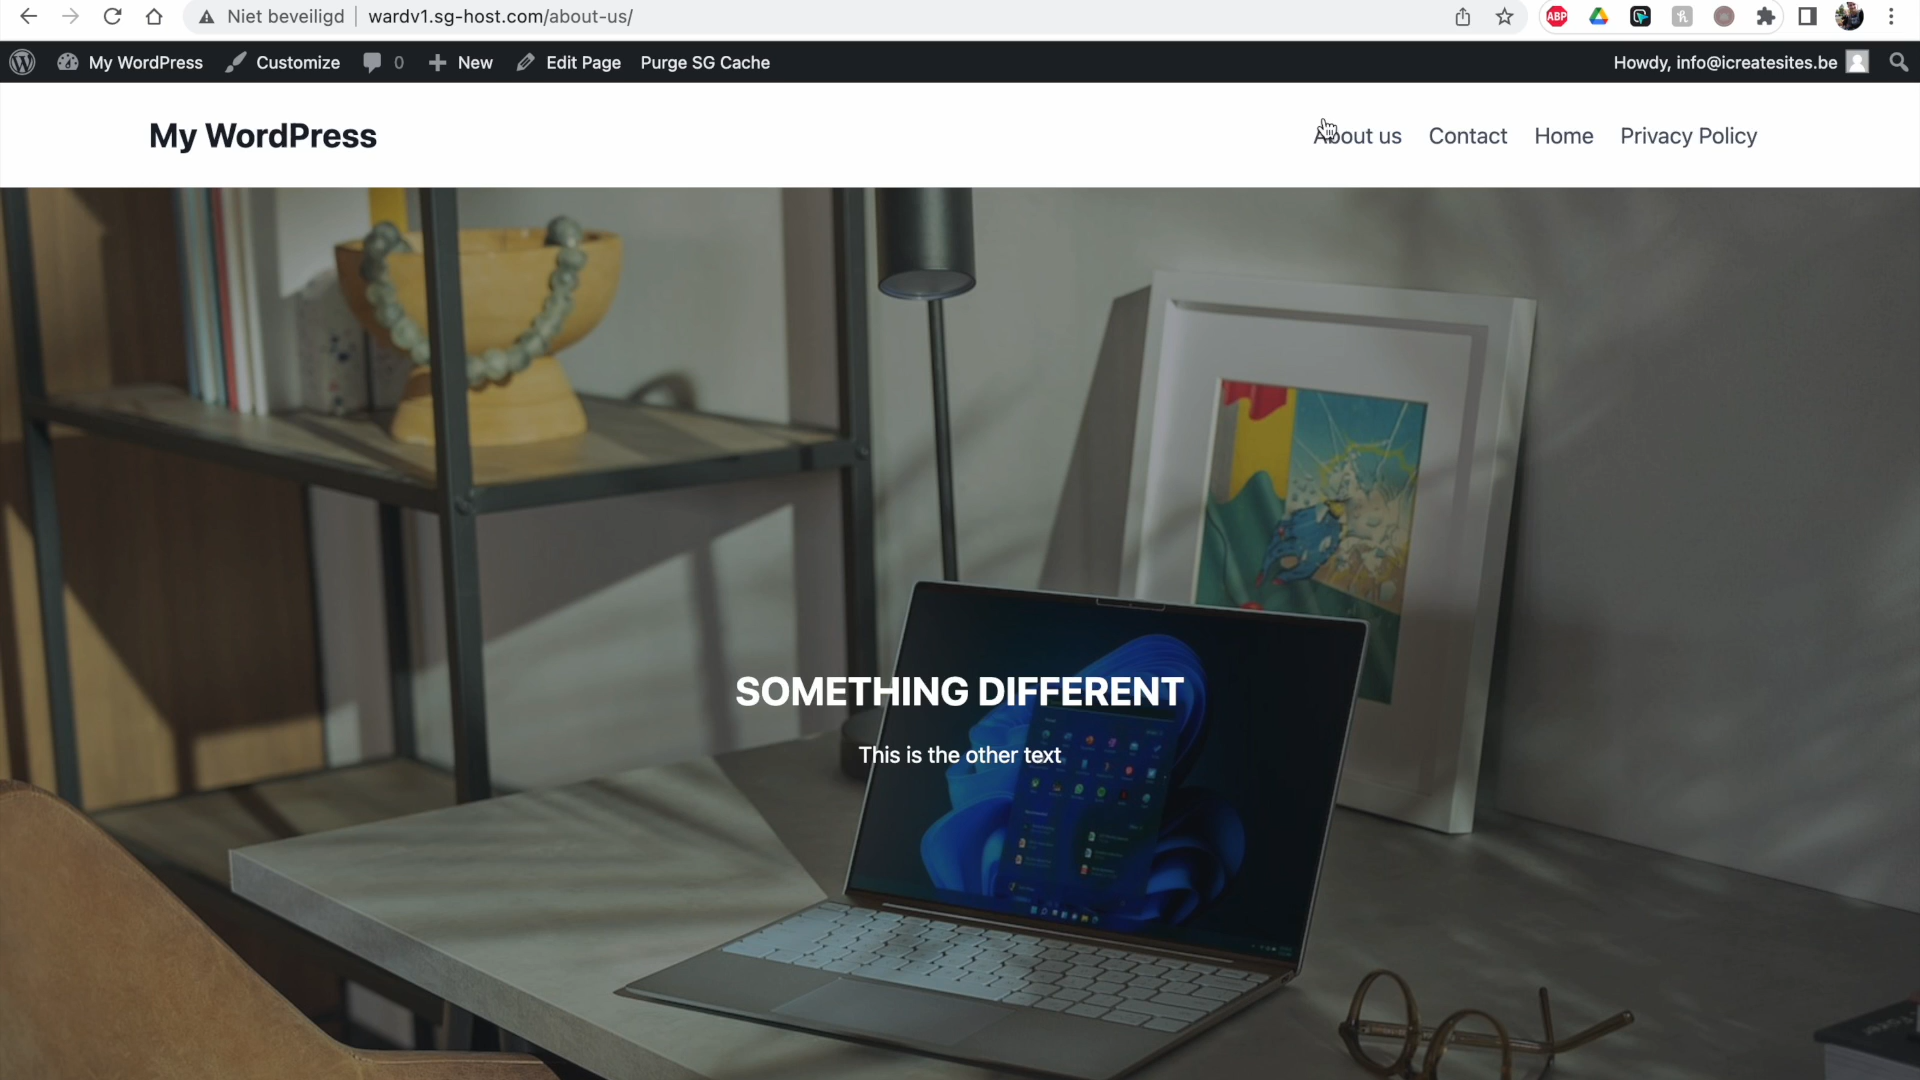 Niet beveiligd | wardv1.sg-host.com/about-us/
ABP
My WordPress Customize 0 New Edit Page Purge SG Cache Howdy, info@icreatesites.be
My WordPress About us Contact Home Privacy Policy
SOMETHING DIFFERENT
This is the other text